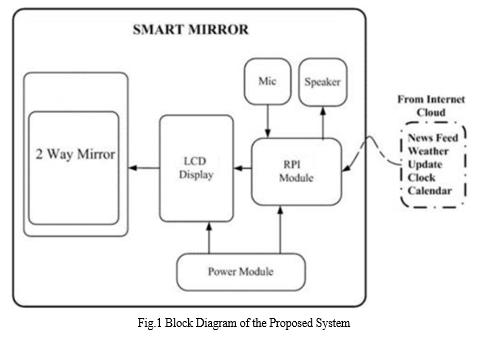 SMART MIRROR
Mic
Speaker
From Internet
Cloud
News Feed
Weather
Update
Clock
Calendar
2 Way Mirror
LCD
Display
RPI
Module
Power Module
Fig.1 Block Diagram of the Proposed System